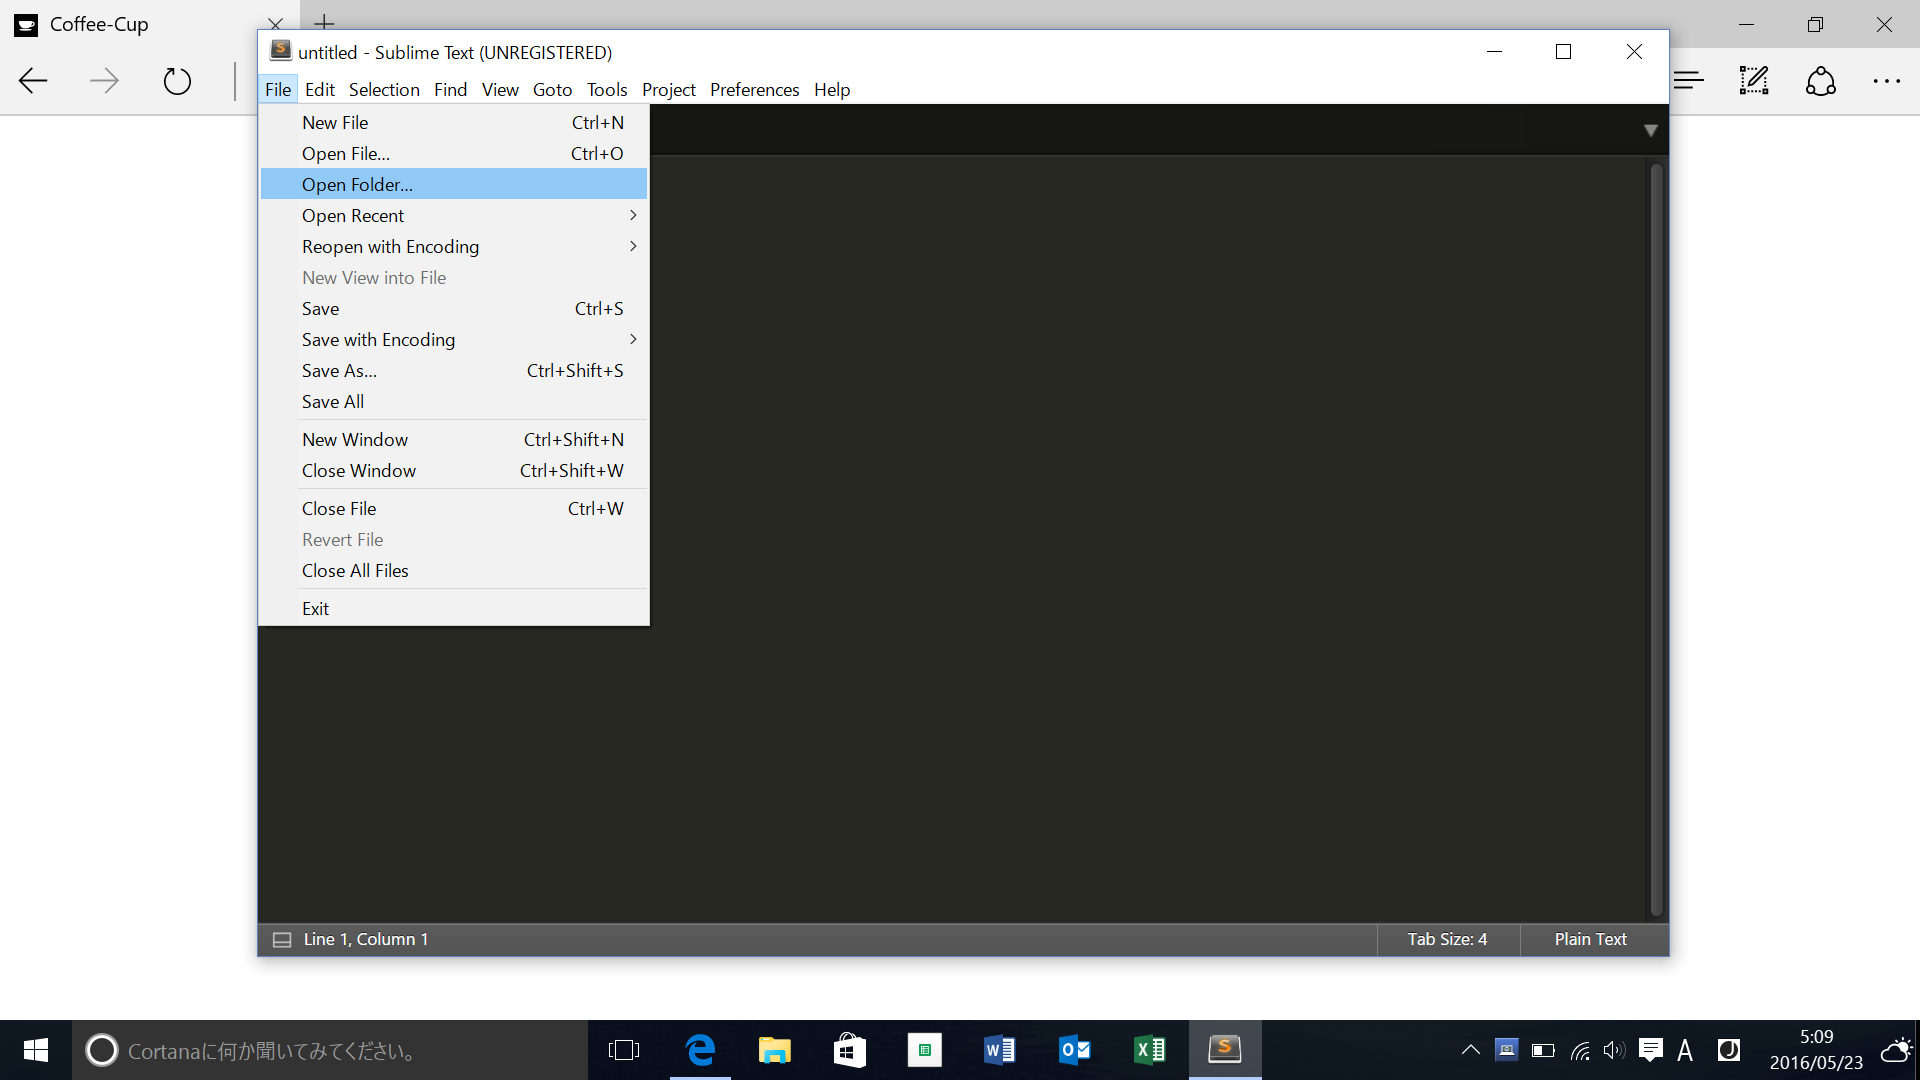 Coffee-Cup
untitled - Sublime Text (UNREGISTERED)
File Edit Selection Find View Goto Tools Project Preferences Help
New File Ctrl+N
Open File... Ctrl+O
Open Folder...
Open Recent
Reopen with Encoding
New View into File
Save Ctrl+S
Save with Encoding
Save As... Ctrl+Shift+S
Save All
New Window Ctrl+Shift+N
Close Window Ctrl+Shift+W
Close File Ctrl+W
Revert File
Close All Files
Exit
Line 1, Column 1 Tab Size: 4 Plain Text
Cortanaに何か聞いてみてください。
A
5:09
2016/05/23